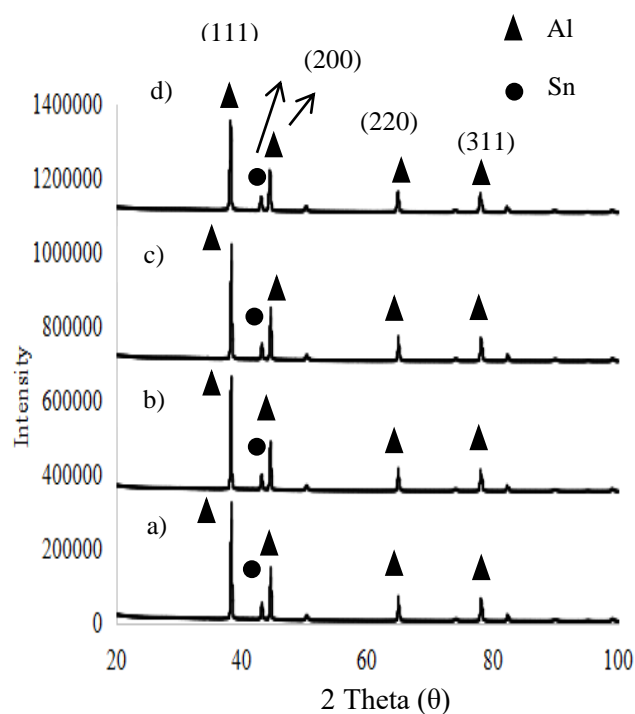 (111)
Al
(200)
Sn
d)
(220)
(311)
1400000
1200000
c)
1000000
800000
b)
600000
400000
a)
200000
0
Intensity
20
40
60
80
100
2 Theta (θ)